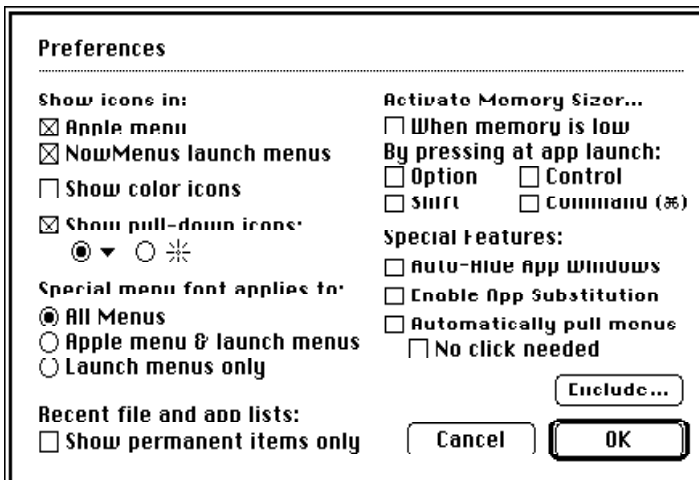 Preferences
Show icons in:
Apple menu
NowMenus launch menus
Show color icons
Show pull-down icons:
Special menu font applies to:
All Menus
Apple menu & launch menus
Launch menus only
Recent file and app lists:
Show permanent items only
Activate Memory Sizer...
When memory is low
By pressing at app launch:
Option Control
Shift Command (⌘)
Special Features:
Auto-Hide App Windows
Enable App Substitution
Automatically pull menus
No click needed
Exclude...
Cancel OK